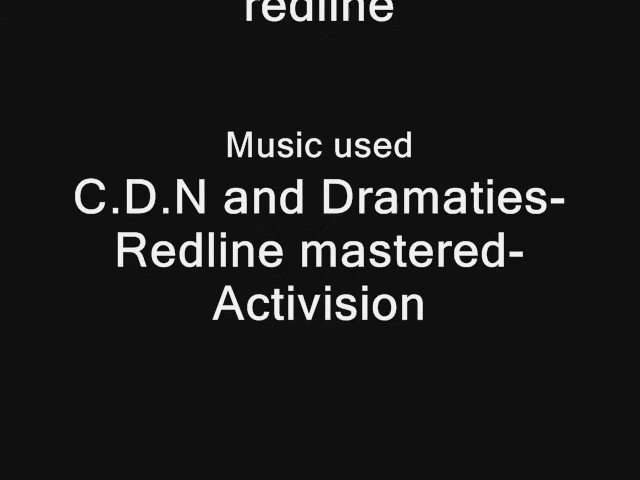 redline
Music used
C.D.N and Dramaties-
Redline mastered-
Activision